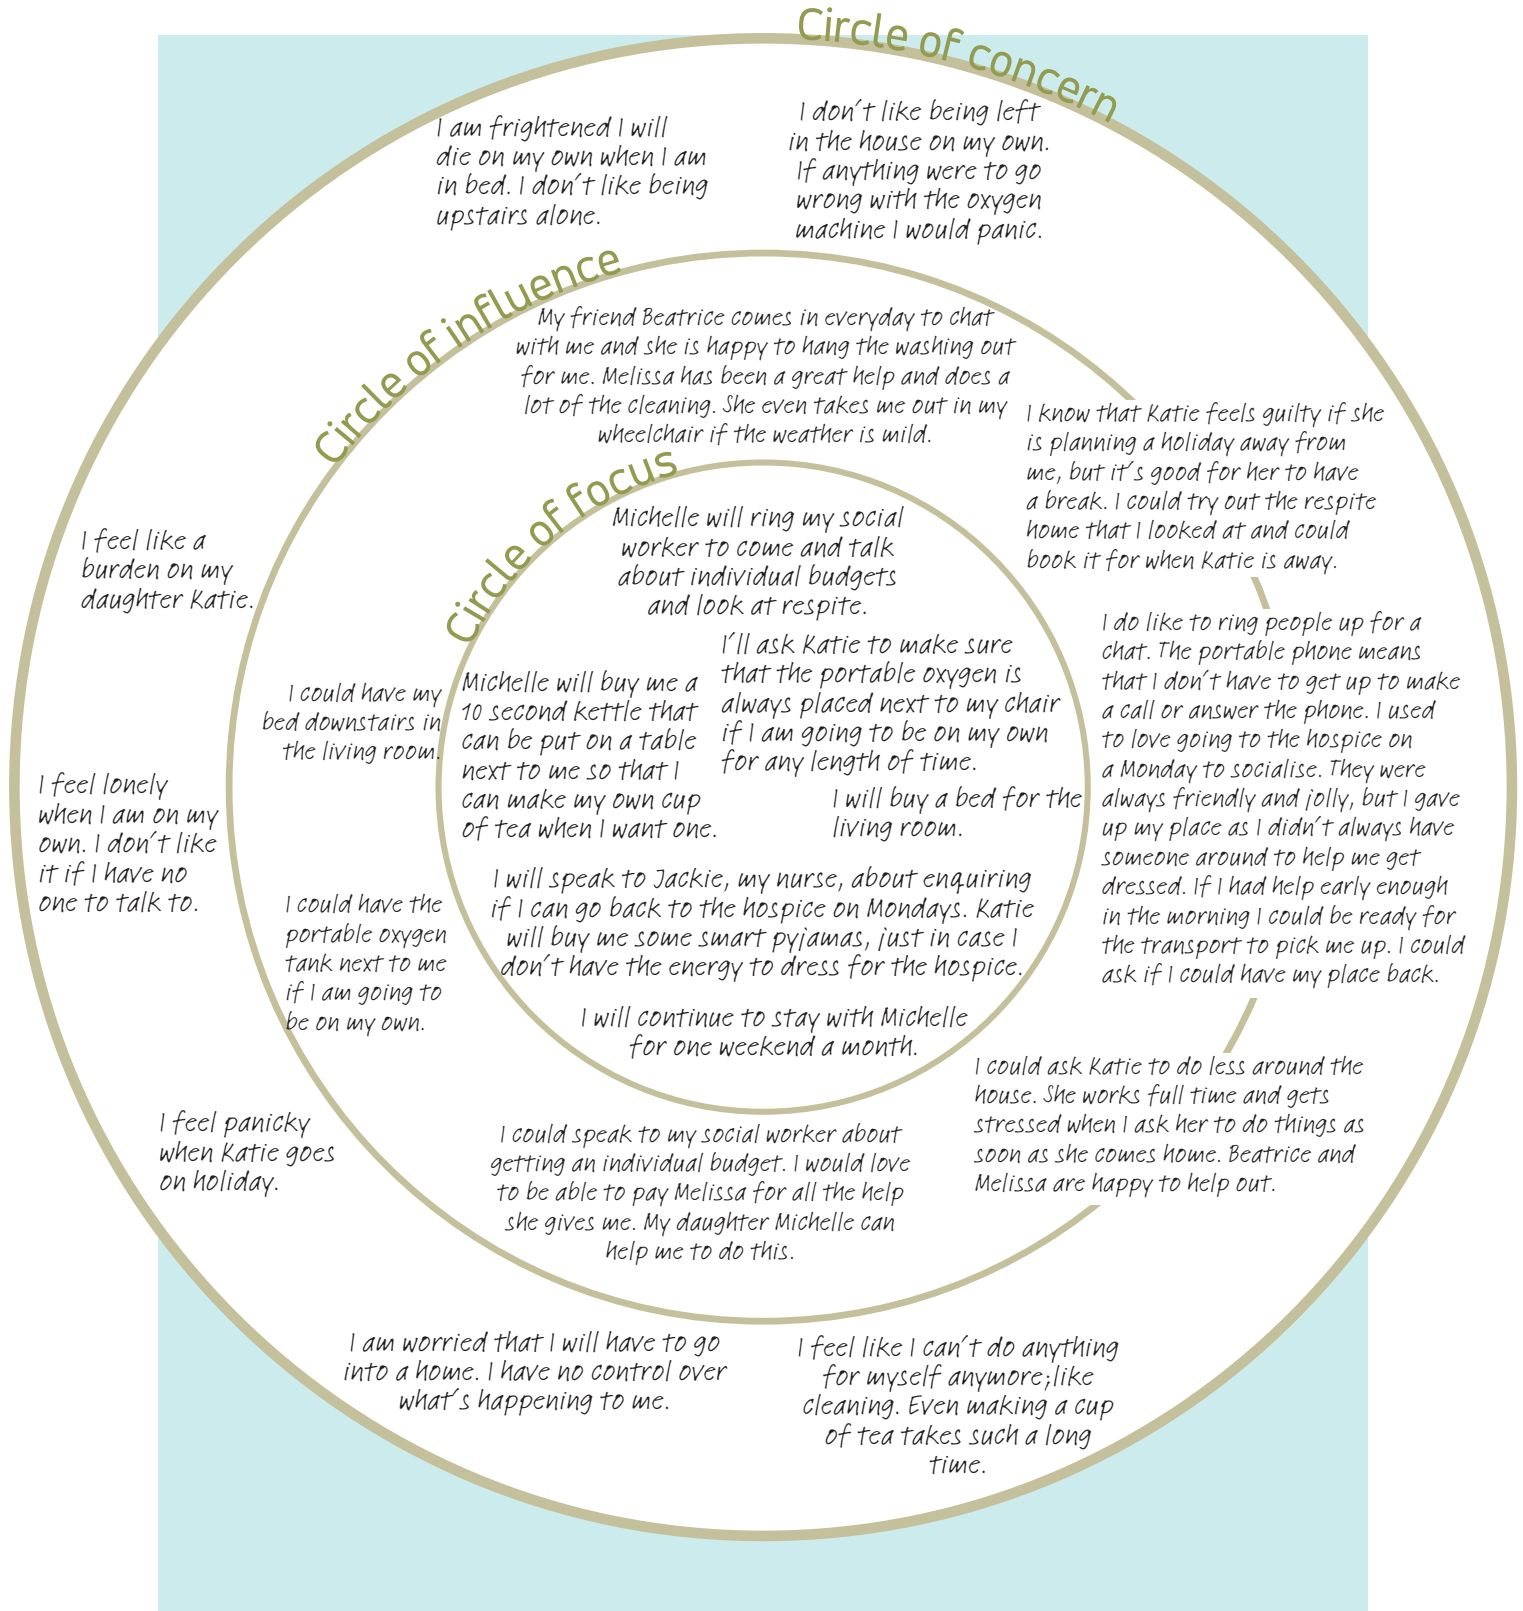 Circle of concern
I am frightened I will
die on my own when I am
in bed. I don't like being
upstairs alone.
I don't like being left
in the house on my own.
If anything were to go
wrong with the oxygen
machine I would panic.
Circle of influence
My friend Beatrice comes in everyday to chat
with me and she is happy to hang the washing out
for me. Melissa has been a great help and does a
lot of the cleaning. She even takes me out in my
wheelchair if the weather is mild.
I know that Katie feels guilty if she
is planning a holiday away from
me, but it's good for her to have
a break. I could try out the respite
home that I looked at and could
book it for when Katie is away.
Circle of focus
Michelle will ring my social
worker to come and talk
about individual budgets
and look at respite.
I feel like a
burden on my
daughter Katie.
I do like to ring people up for a
chat. The portable phone means
that I don't have to get up to make
a call or answer the phone. I used
to love going to the hospice on
a Monday to socialise. They were
always friendly and jolly, but I gave
up my place as I didn't always have
someone around to help me get
dressed. If I had help early enough
in the morning I could be ready for
the transport to pick me up. I could
ask if I could have my place back.
I'll ask Katie to make sure
that the portable oxygen is
always placed next to my chair
if I am going to be on my own
for any length of time.
Michelle will buy me a
10 second kettle that
can be put on a table
next to me so that I
can make my own cup
of tea when I want one.
I could have my
bed downstairs in
the living room.
I will buy a bed for the
living room.
I feel lonely
when I am on my
own. I don't like
it if I have no
one to talk to.
I will speak to Jackie, my nurse, about enquiring
if I can go back to the hospice on Mondays. Katie
will buy me some smart pyjamas, just in case I
don't have the energy to dress for the hospice.
I could have the
portable oxygen
tank next to me
if I am going to
be on my own.
I will continue to stay with Michelle
for one weekend a month.
I could ask Katie to do less around the
house. She works full time and gets
stressed when I ask her to do things as
soon as she comes home. Beatrice and
Melissa are happy to help out.
I feel panicky
when Katie goes
on holiday.
I could speak to my social worker about
getting an individual budget. I would love
to be able to pay Melissa for all the help
she gives me. My daughter Michelle can
help me to do this.
I am worried that I will have to go
into a home. I have no control over
what's happening to me.
I feel like I can't do anything
for myself anymore;like
cleaning. Even making a cup
of tea takes such a long
time.